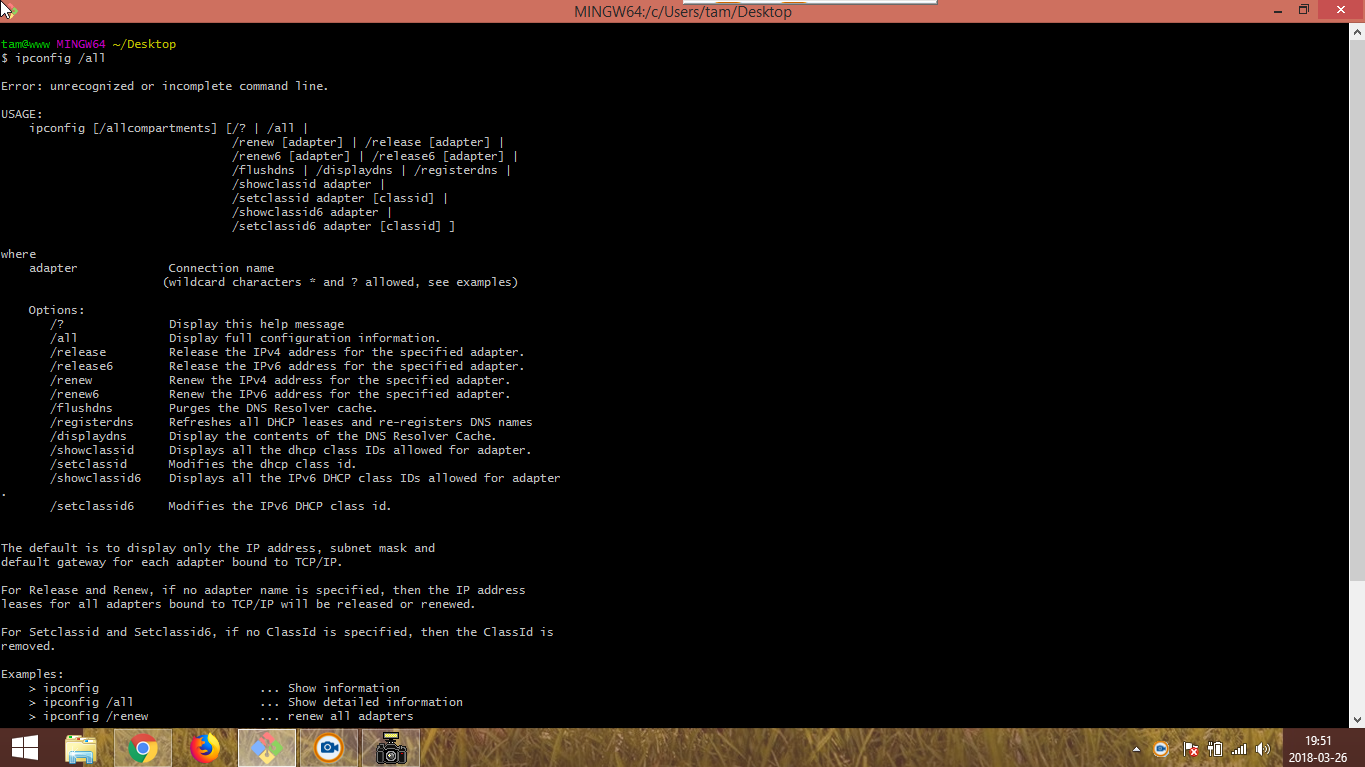 MINGW64:/c/Users/tam/Desktop
tam@www MINGW64 ~/Desktop
$ ipconfig /all
Error: unrecognized or incomplete command line.
USAGE:
    ipconfig [/allcompartments] [/? | /all |
                                 /renew [adapter] | /release [adapter] |
                                 /renew6 [adapter] | /release6 [adapter] |
                                 /flushdns | /displaydns | /registerdns |
                                 /showclassid adapter |
                                 /setclassid adapter [classid] |
                                 /showclassid6 adapter |
                                 /setclassid6 adapter [classid] ]
where
    adapter             Connection name
                       (wildcard characters * and ? allowed, see examples)
    Options:
       /?               Display this help message
       /all             Display full configuration information.
       /release         Release the IPv4 address for the specified adapter.
       /release6        Release the IPv6 address for the specified adapter.
       /renew           Renew the IPv4 address for the specified adapter.
       /renew6          Renew the IPv6 address for the specified adapter.
       /flushdns        Purges the DNS Resolver cache.
       /registerdns     Refreshes all DHCP leases and re-registers DNS names
       /displaydns      Display the contents of the DNS Resolver Cache.
       /showclassid     Displays all the dhcp class IDs allowed for adapter.
       /setclassid      Modifies the dhcp class id.
       /showclassid6    Displays all the IPv6 DHCP class IDs allowed for adapter
.
       /setclassid6     Modifies the IPv6 DHCP class id.
The default is to display only the IP address, subnet mask and
default gateway for each adapter bound to TCP/IP.
For Release and Renew, if no adapter name is specified, then the IP address
leases for all adapters bound to TCP/IP will be released or renewed.
For Setclassid and Setclassid6, if no ClassId is specified, then the ClassId is
removed.
Examples:
    > ipconfig                       ... Show information
    > ipconfig /all                  ... Show detailed information
    > ipconfig /renew                ... renew all adapters
19:51
2018-03-26